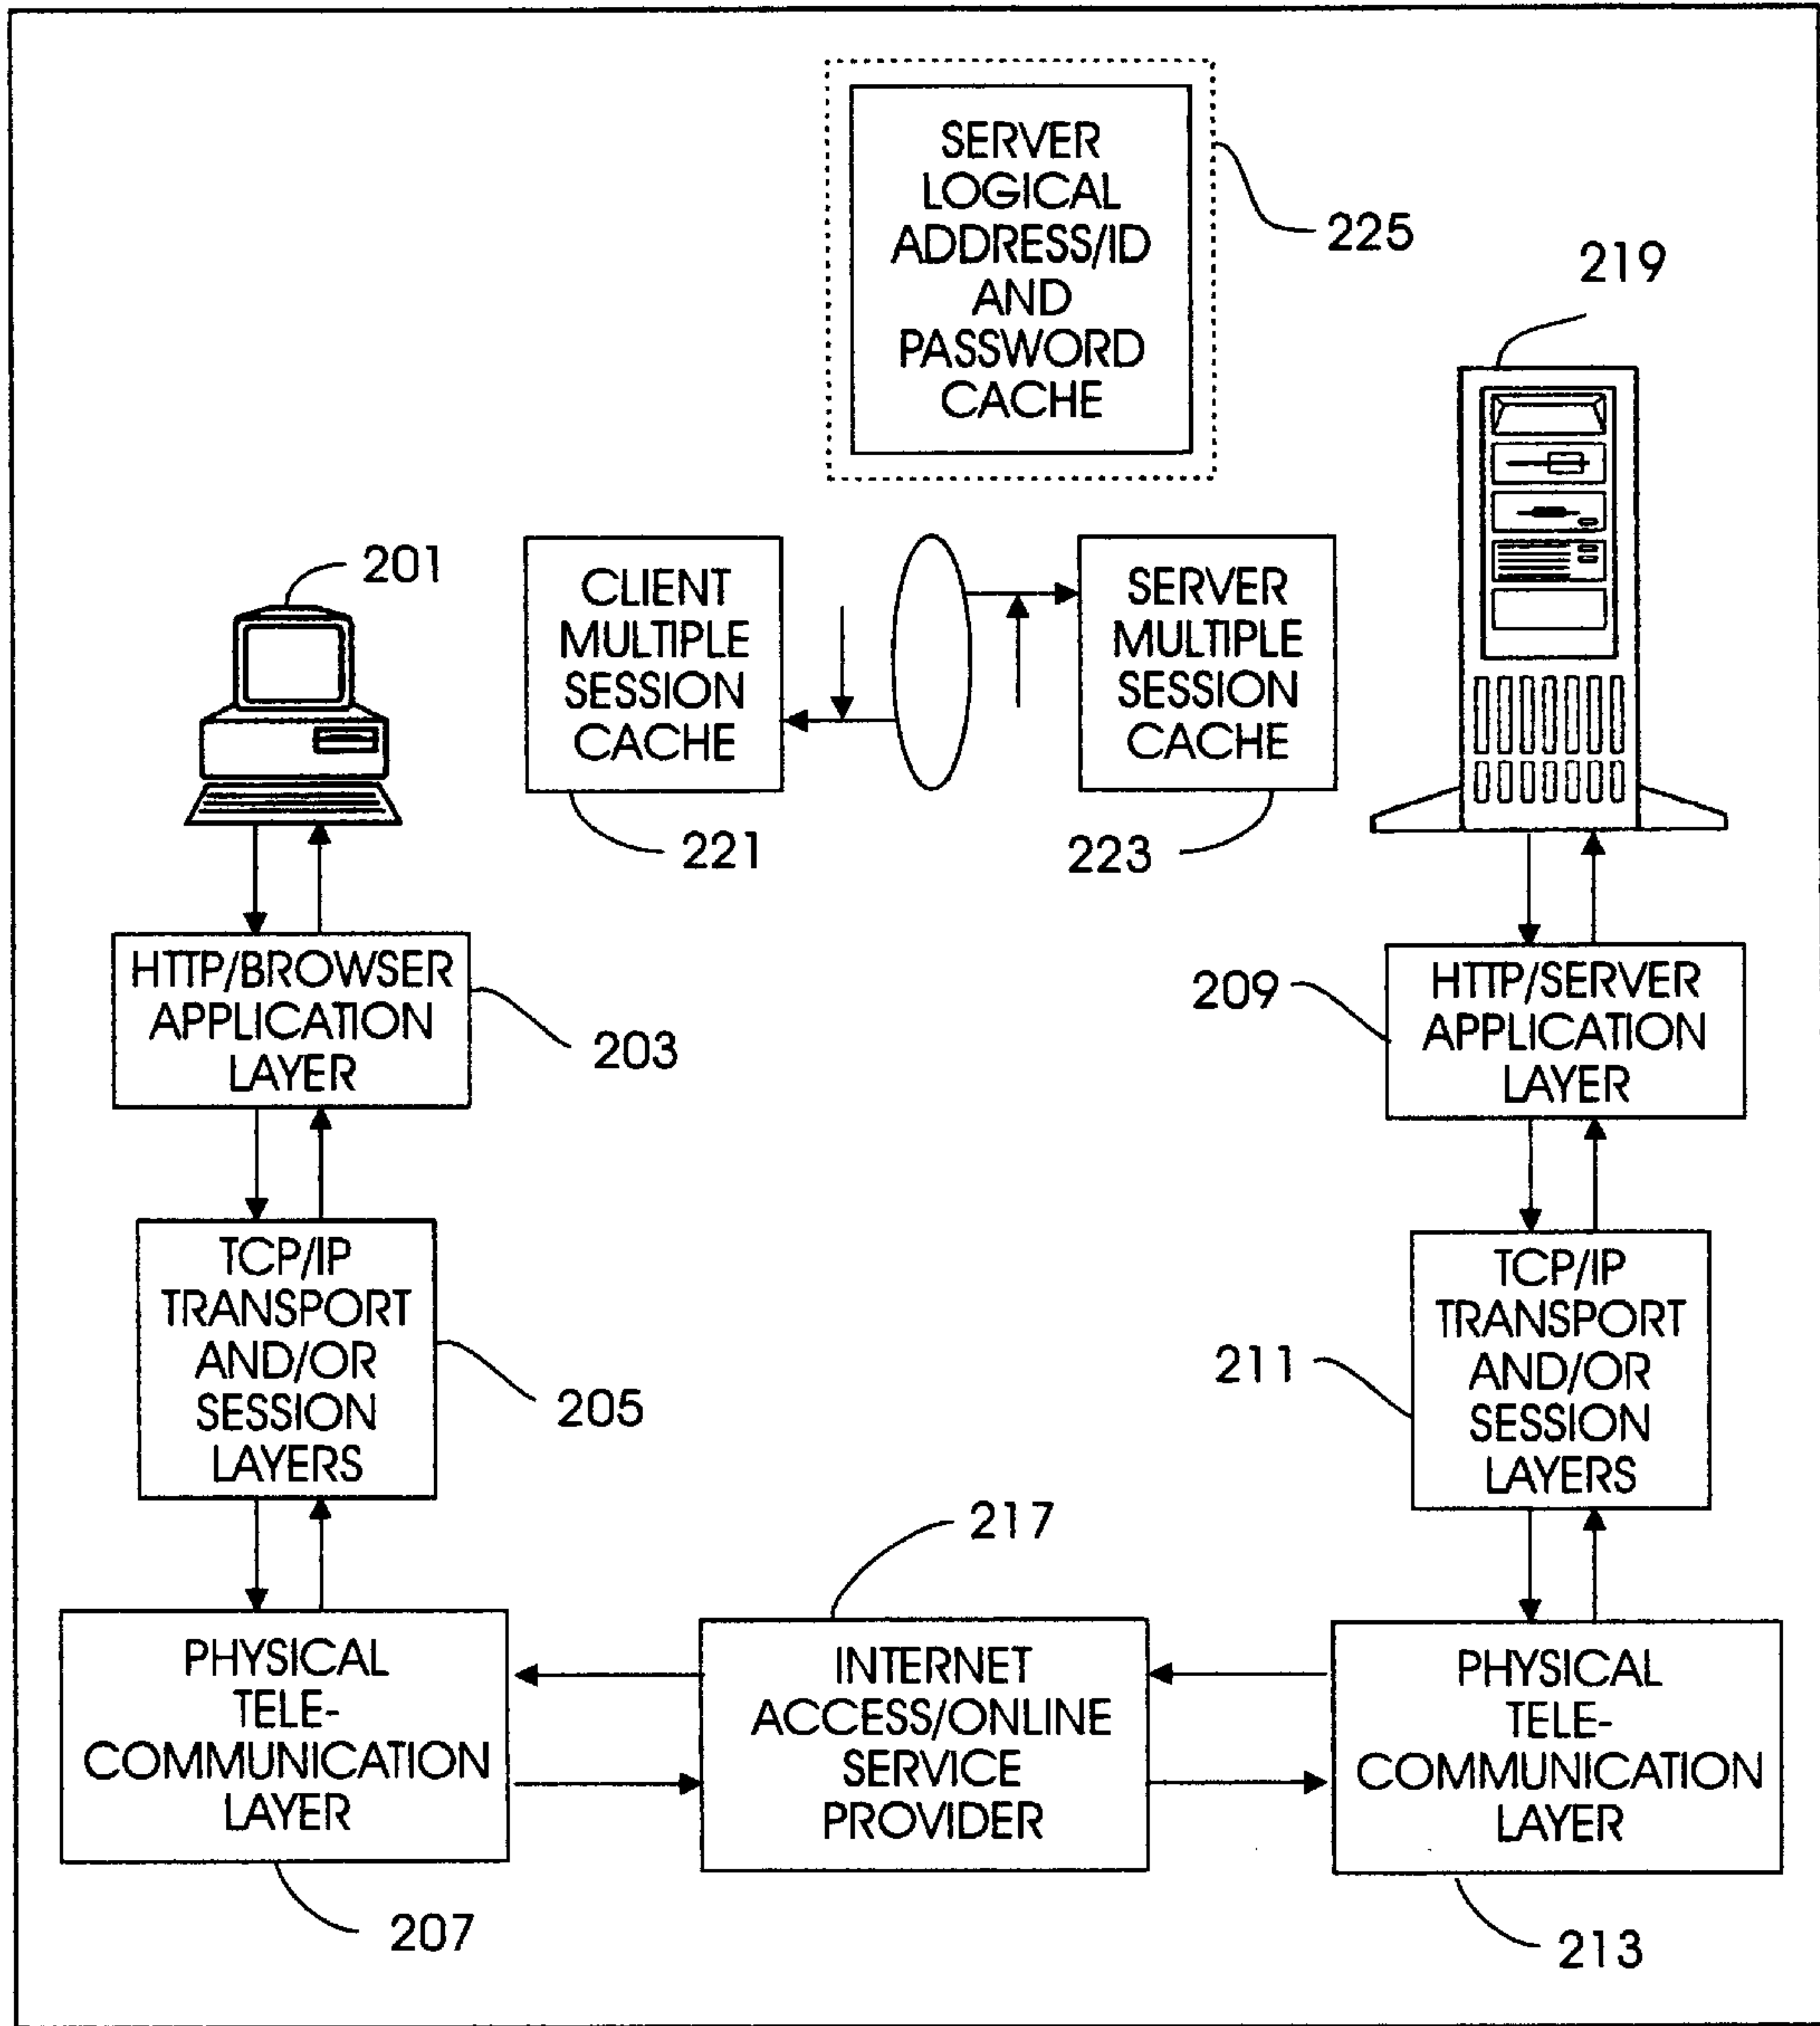 SERVER
LOGICAL
ADDRESS/ID
AND
PASSWORD
CACHE
225
219
201
CLIENT
MULTIPLE
SESSION
CACHE
221
SERVER
MULTIPLE
SESSION
CACHE
223
HTTP/BROWSER
APPLICATION
LAYER
203
209
HTTP/SERVER
APPLICATION
LAYER
TCP/IP
TRANSPORT
AND/OR
SESSION
LAYERS
205
211
TCP/IP
TRANSPORT
AND/OR
SESSION
LAYERS
217
PHYSICAL
TELE-
COMMUNICATION
LAYER
207
INTERNET
ACCESS/ONLINE
SERVICE
PROVIDER
PHYSICAL
TELE-
COMMUNICATION
LAYER
213